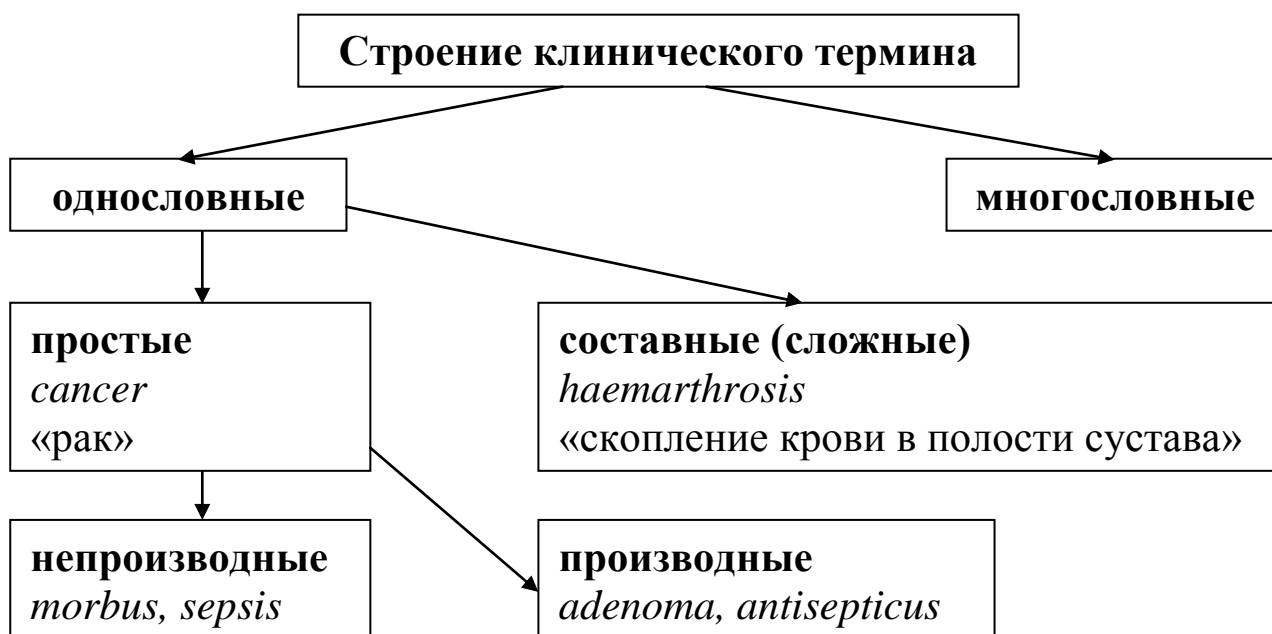 Строение клинического термина
однословные
многословные
простые
cancer
«рак»
составные (сложные)
haemarthrosis
«скопление крови в полости сустава»
непроизводные
morbus, sepsis
производные
adenoma, antisepticus